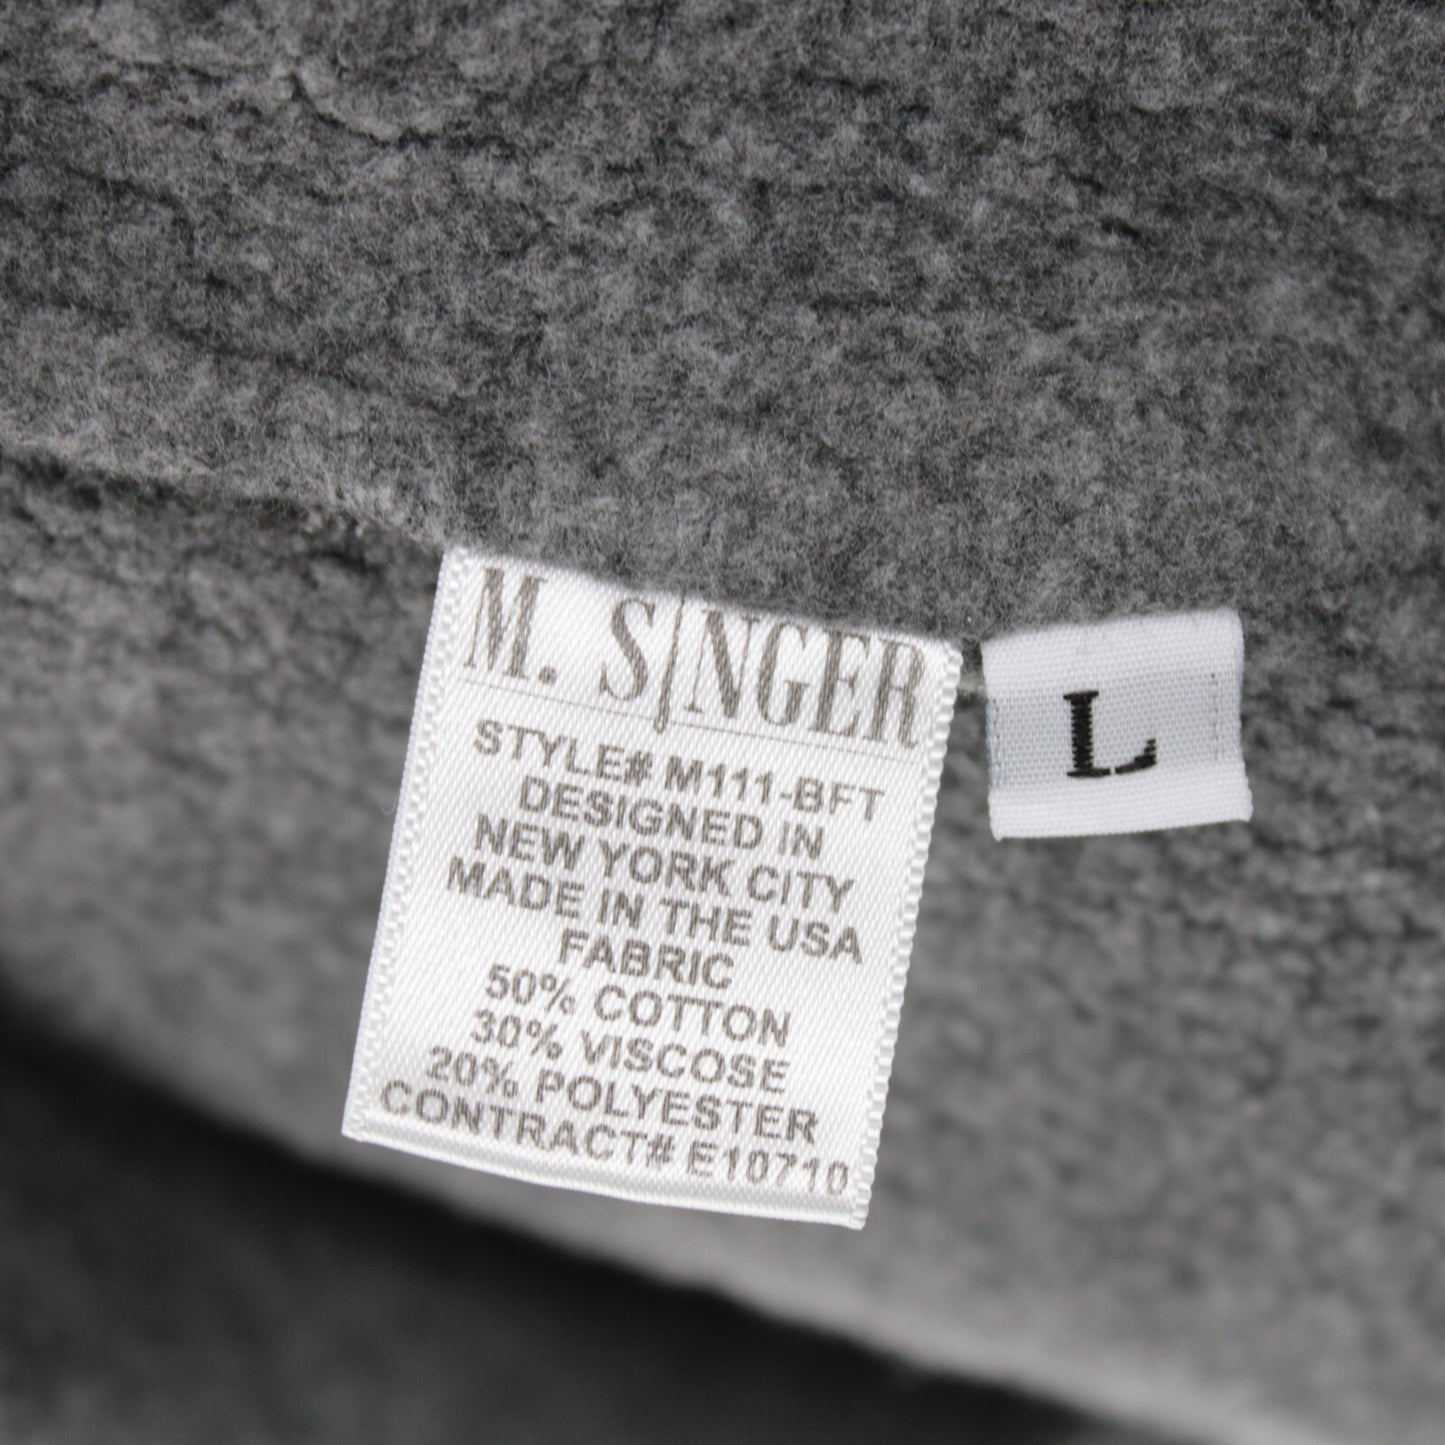 M. SINGER
STYLE# M111-BFT
DESIGNED IN
NEW YORK CITY
MADE IN THE USA
FABRIC
50% COTTON
30% VISCOSE
20% POLYESTER
CONTRACT# E10710
L